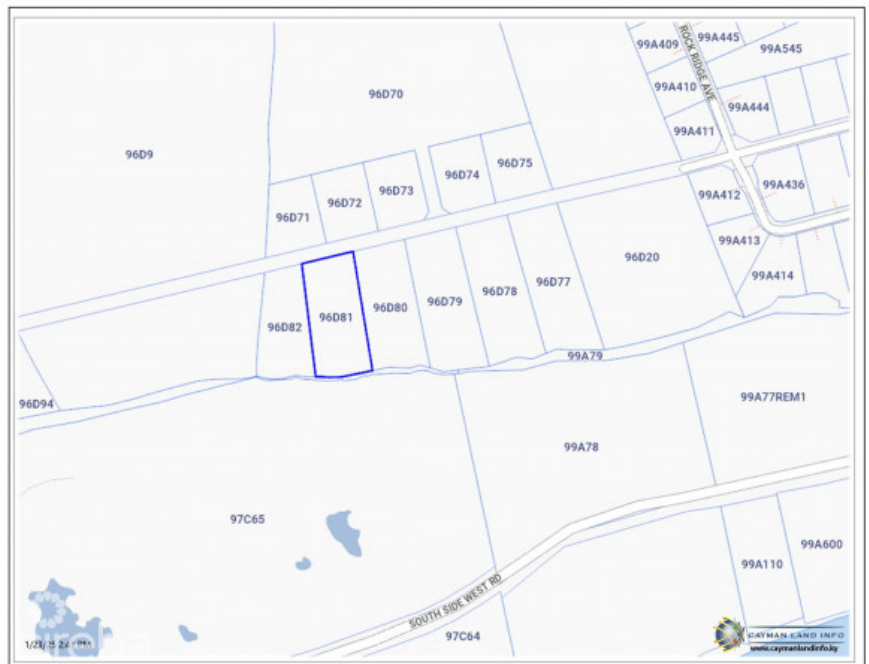 99A409
99A445
99A545
ROCK RIDGE AVE
99A410
96D70
99A444
99A411
96D9
96D75
96D74
96D73
99A436
96D72
99A412
96D71
99A413
96D20
99A414
96D77
96D78
96D79
96D80
96D81
96D82
99A79
99A77REM1
96D94
99A78
97C65
99A600
99A110
SOUTH SIDE WEST RD
97C64
CAYMAN LAND INFO
www.caymanlandinfo.ky